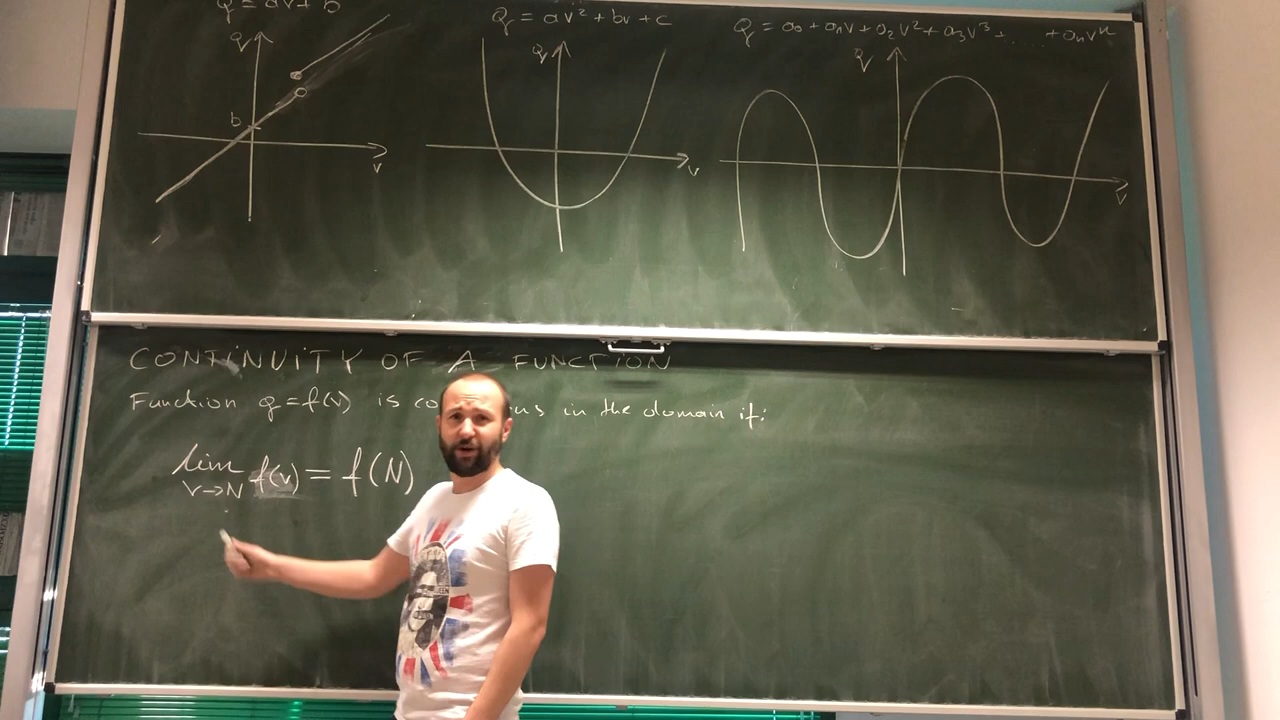 Q = av + b
Q = av² + bv + c
Q = a₀ + a₁v + a₂v² + a₃v³ + ..... + aₙvⁿ
Q
Q
Q
b
v
v
v
CONTINUITY OF A FUNCTION
Function q = f(v) is co us in the domain if:
lim f(v) = f(N)
v→N